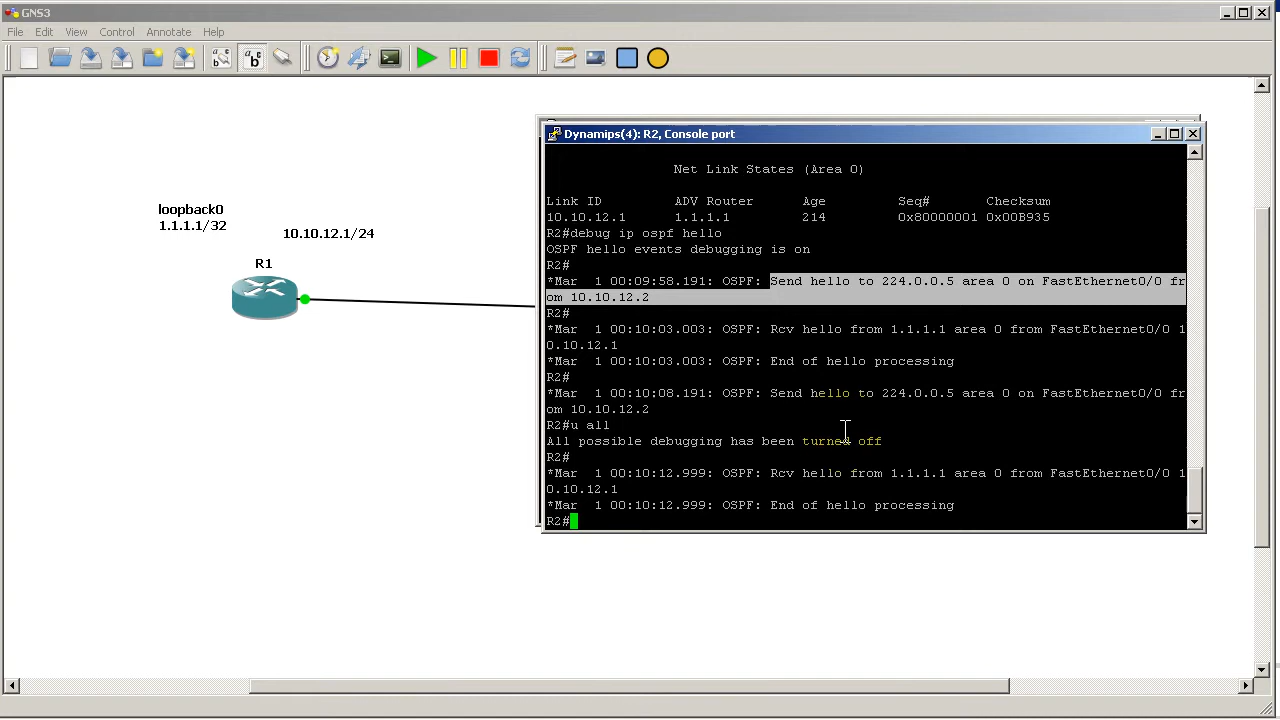 GNS3
File Edit View Control Annotate Help
loopback0
1.1.1.1/32
10.10.12.1/24
R1
Dynamips(4): R2, Console port
Net Link States (Area 0)
Link ID ADV Router Age Seq# Checksum
10.10.12.1 1.1.1.1 214 0x80000001 0x00B935
R2#debug ip ospf hello
OSPF hello events debugging is on
R2#
*Mar 1 00:09:58.191: OSPF: Send hello to 224.0.0.5 area 0 on FastEthernet0/0 fr
om 10.10.12.2
R2#
*Mar 1 00:10:03.003: OSPF: Rcv hello from 1.1.1.1 area 0 from FastEthernet0/0 1
0.10.12.1
*Mar 1 00:10:03.003: OSPF: End of hello processing
R2#
*Mar 1 00:10:08.191: OSPF: Send hello to 224.0.0.5 area 0 on FastEthernet0/0 fr
om 10.10.12.2
R2#u all
All possible debugging has been turned off
R2#
*Mar 1 00:10:12.999: OSPF: Rcv hello from 1.1.1.1 area 0 from FastEthernet0/0 1
0.10.12.1
*Mar 1 00:10:12.999: OSPF: End of hello processing
R2#